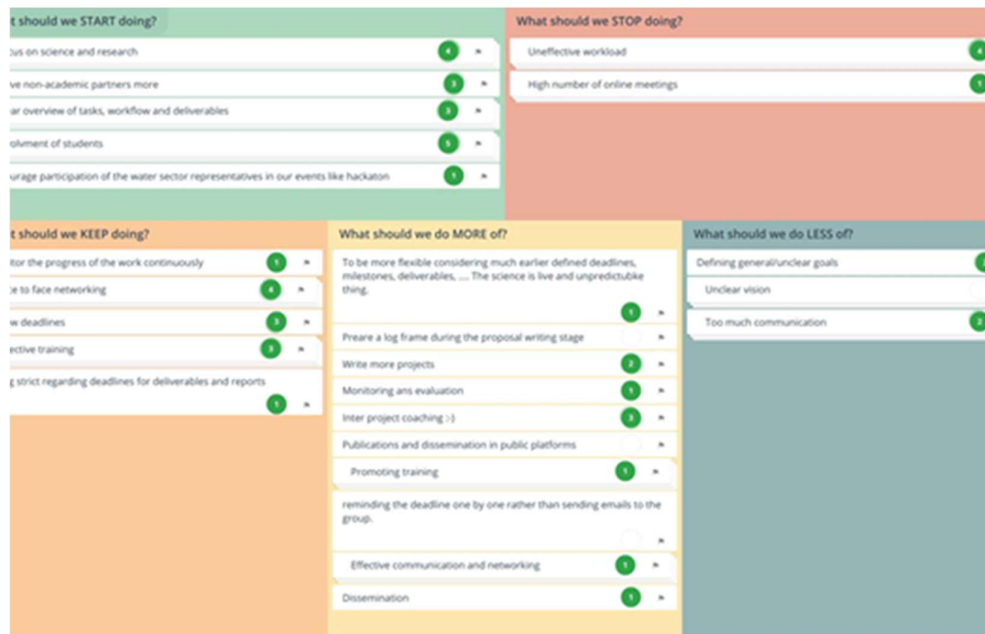 t should we START doing?
us on science and research
4
ve non-academic partners more
3
ar overview of tasks, workflow and deliverables
3
olvment of students
5
urage participation of the water sector representatives in our events like hackaton
1
What should we STOP doing?
Uneffective workload
4
High number of online meetings
1
t should we KEEP doing?
tor the progress of the work continuously
1
e to face networking
4
w deadlines
3
ective training
3
g strict regarding deadlines for deliverables and reports
1
What should we do MORE of?
To be more flexible considering much earlier defined deadlines,
milestones, deliverables, .... The science is live and unpredictubke
thing.
1
Preare a log frame during the proposal writing stage
Write more projects
2
Monitoring ans evaluation
1
Inter project coaching :-)
3
Publications and dissemination in public platforms
Promoting training
1
reminding the deadline one by one rather than sending emails to the
group.
Effective communication and networking
1
Dissemination
1
What should we do LESS of?
Defining general/unclear goals
Unclear vision
Too much communication
2